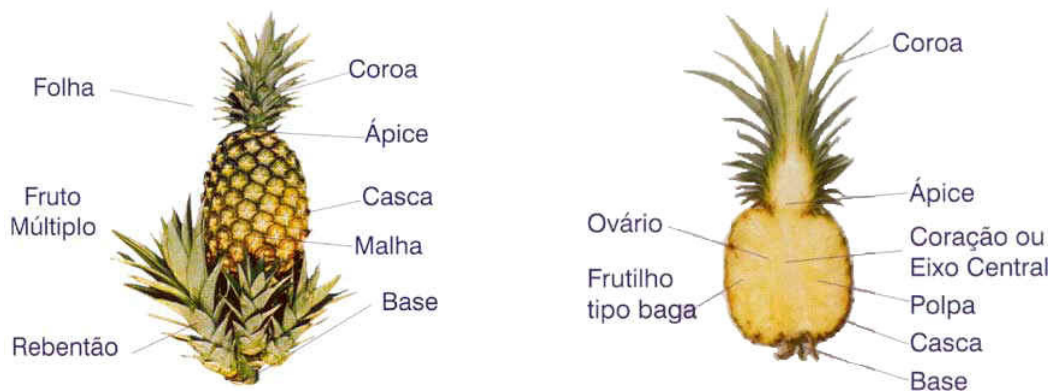 Folha
Coroa
Ápice
Fruto
Múltiplo
Casca
Malha
Base
Rebentão
Coroa
Ápice
Ovário
Coração ou
Eixo Central
Frutilho
tipo baga
Polpa
Casca
Base